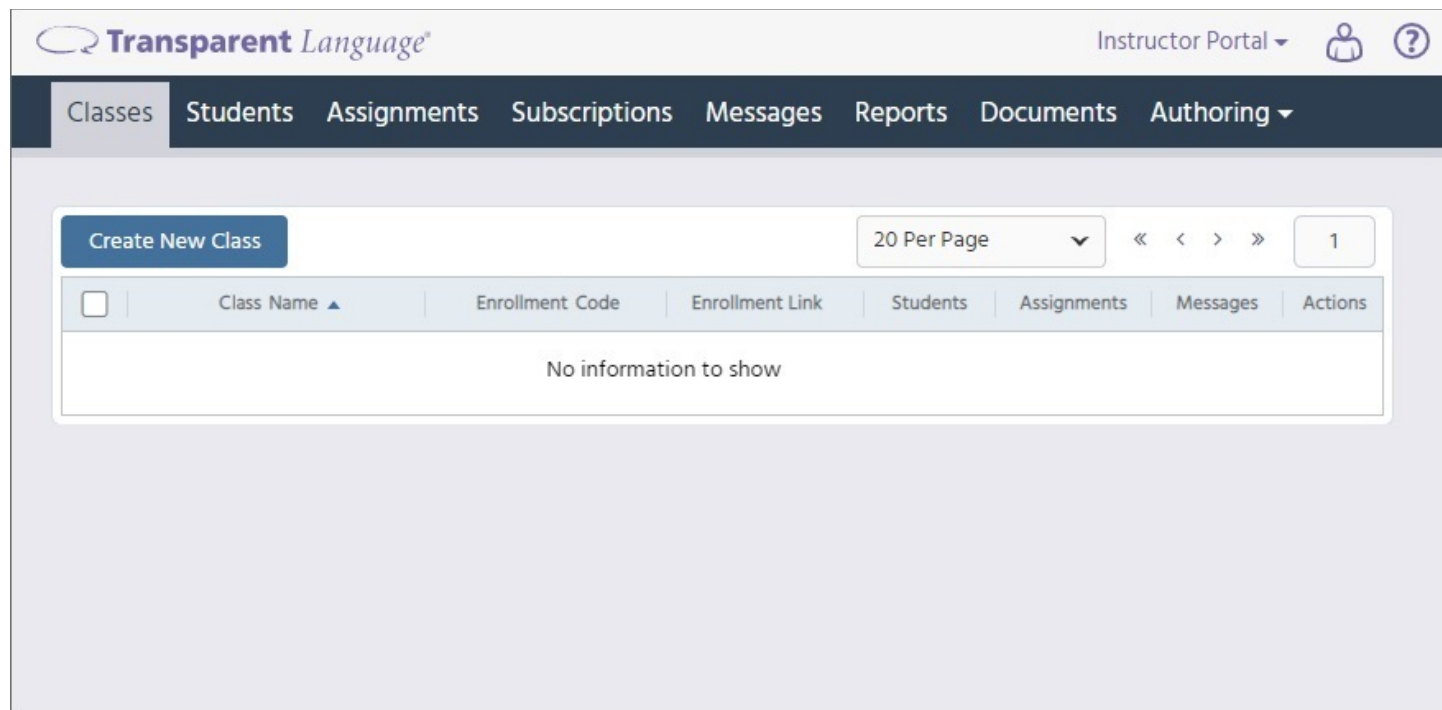 Transparent Language®
Instructor Portal
Classes Students Assignments Subscriptions Messages Reports Documents Authoring
Create New Class 20 Per Page « < > » 1
Class Name Enrollment Code Enrollment Link Students Assignments Messages Actions
No information to show